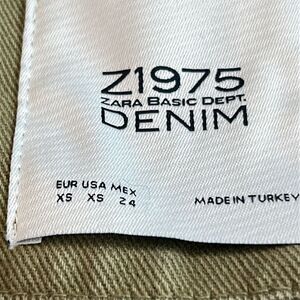 Z1975
ZARA BASIC DEPT.
DENIM
EUR USA MEX
XS XS 24
MADE IN TURKEY